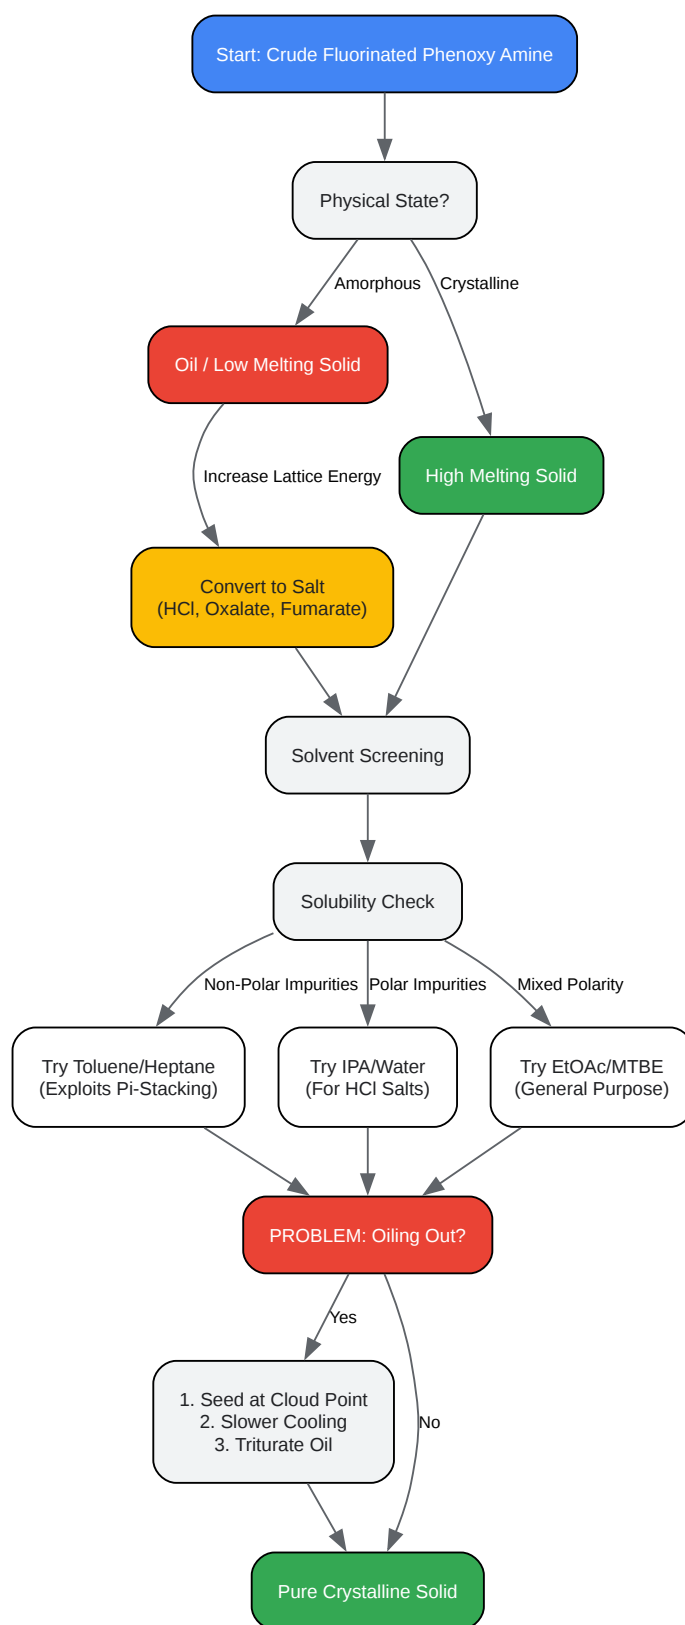 Start: Crude Fluorinated Phenoxy Amine
Physical State?
Amorphous
Crystalline
Oil / Low Melting Solid
High Melting Solid
Increase Lattice Energy
Convert to Salt
(HCl, Oxalate, Fumarate)
Solvent Screening
Solubility Check
Non-Polar Impurities
Polar Impurities
Mixed Polarity
Try Toluene/Heptane
(Exploits Pi-Stacking)
Try IPA/Water
(For HCl Salts)
Try EtOAc/MTBE
(General Purpose)
PROBLEM: Oiling Out?
Yes
No
1. Seed at Cloud Point
2. Slower Cooling
3. Triturate Oil
Pure Crystalline Solid